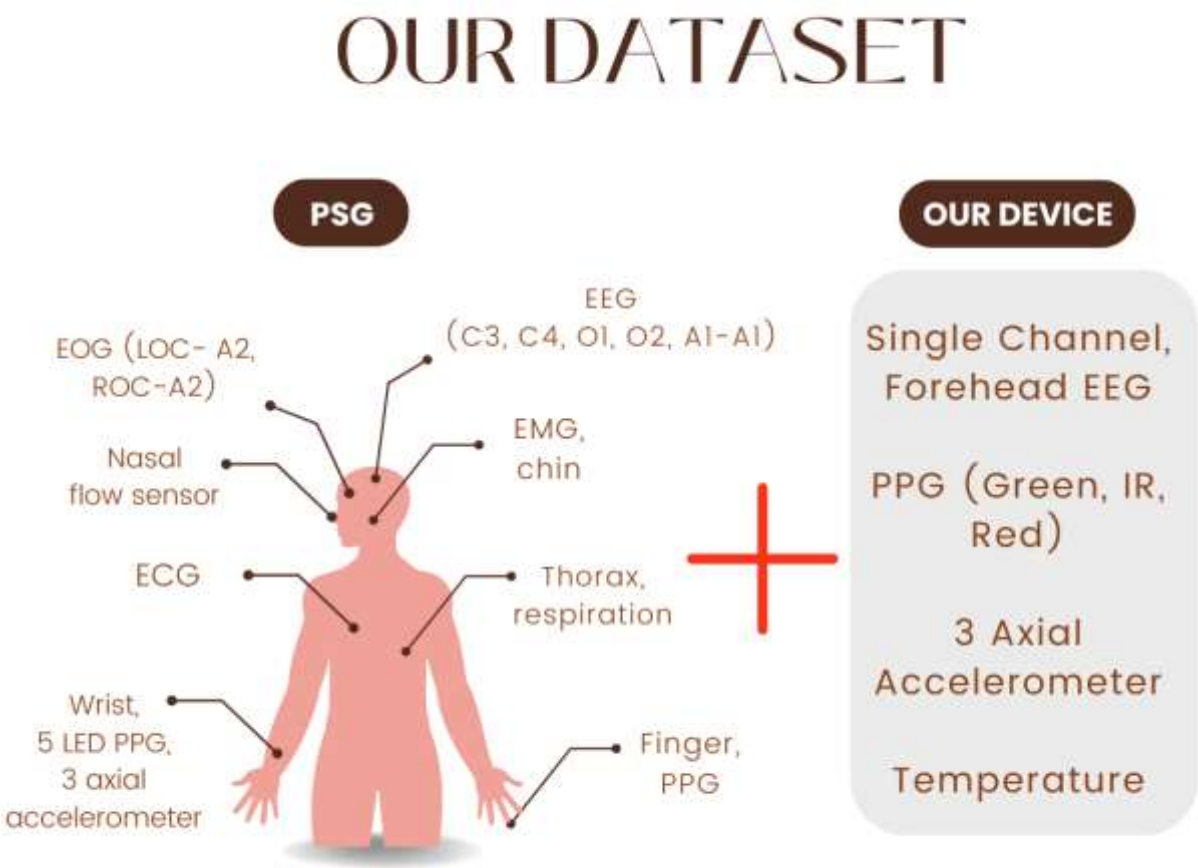 OUR DATASET
PSG
EEG
(C3, C4, O1, O2, A1-A1)
EOG (LOC- A2,
ROC-A2)
EMG,
chin
Nasal
flow sensor
ECG
Thorax,
respiration
Wrist,
5 LED PPG,
3 axial
accelerometer
Finger,
PPG
OUR DEVICE
Single Channel,
Forehead EEG
PPG (Green, IR,
Red)
3 Axial
Accelerometer
Temperature